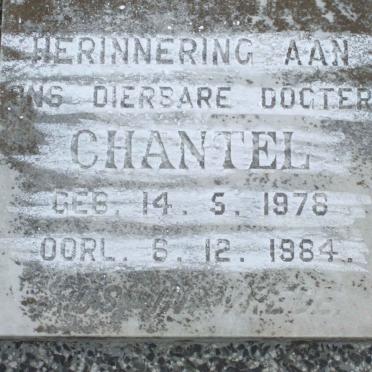 HERINNERING AAN
ONS DIERBARE DOGTER
CHANTEL
GEB. 14. 5. 1978
OORL. 6. 12. 1984.